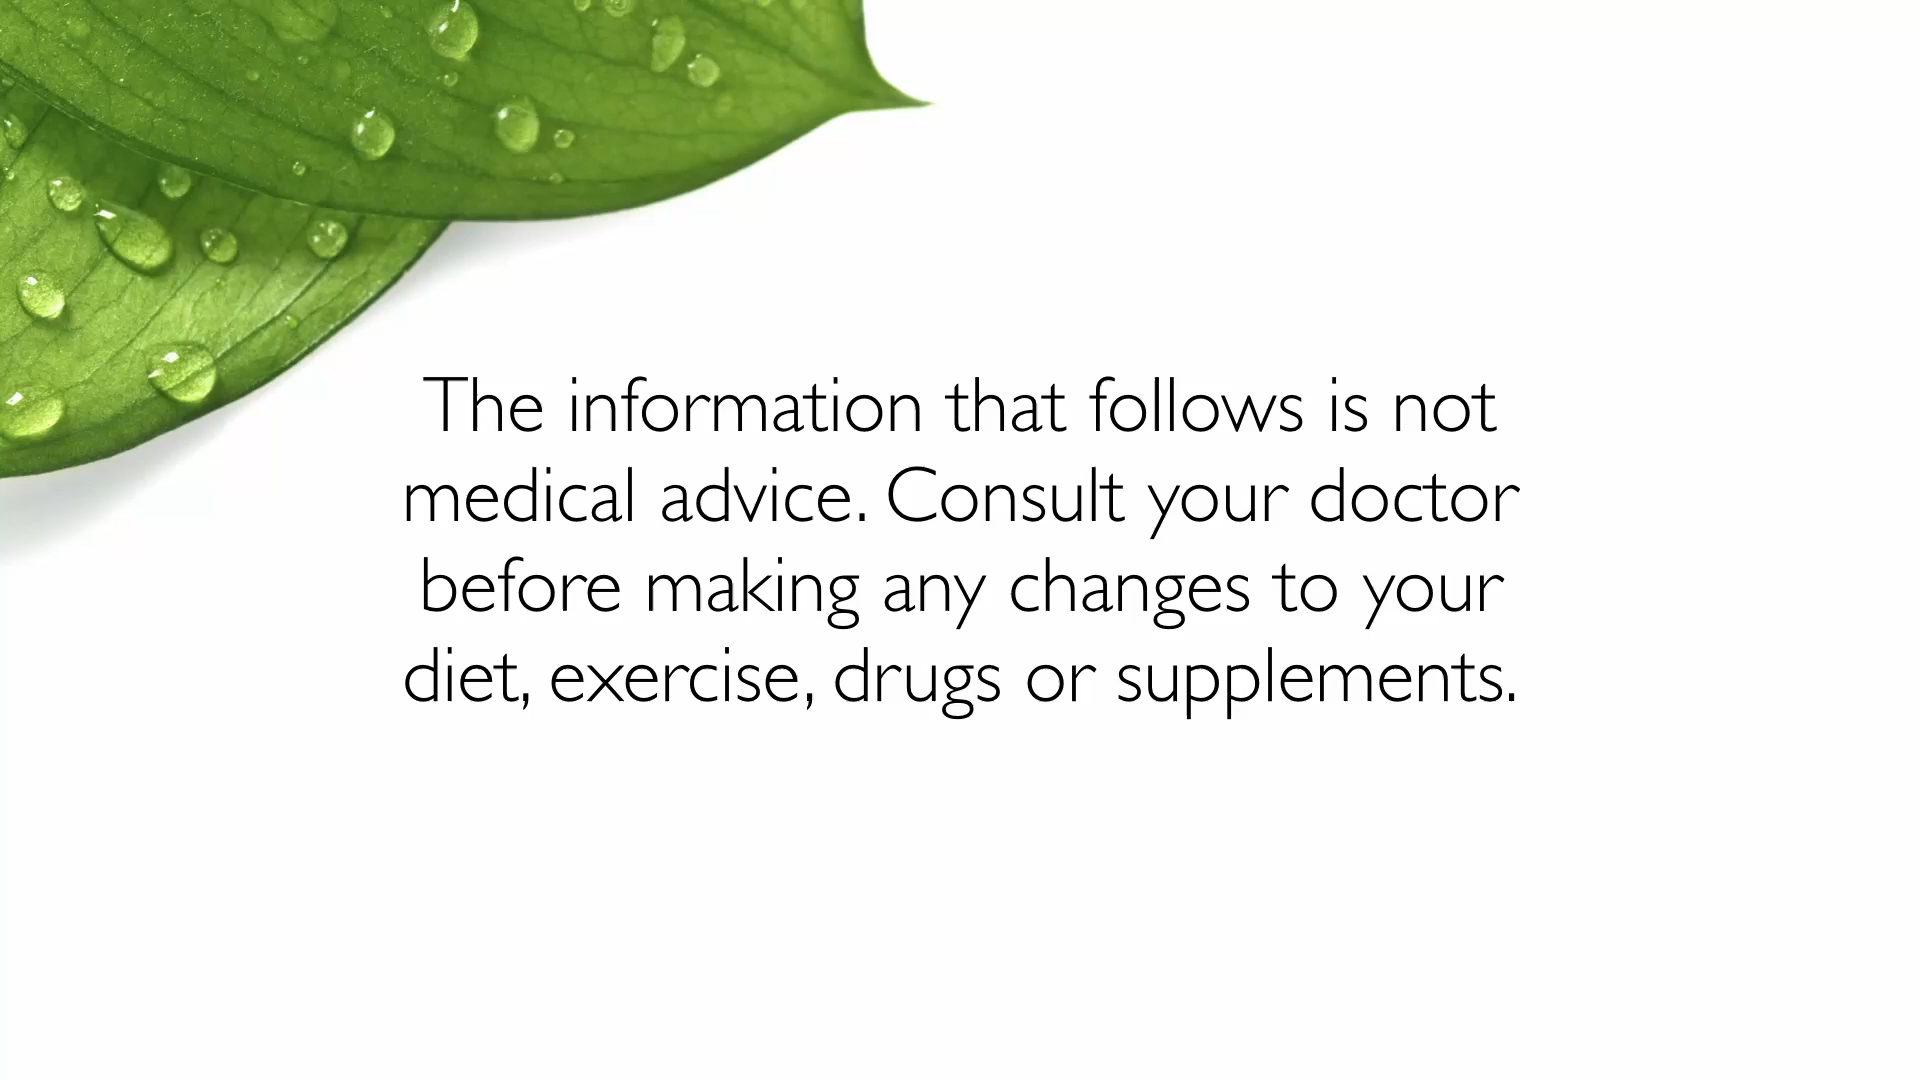 The information that follows is not
medical advice. Consult your doctor
before making any changes to your
diet, exercise, drugs or supplements.